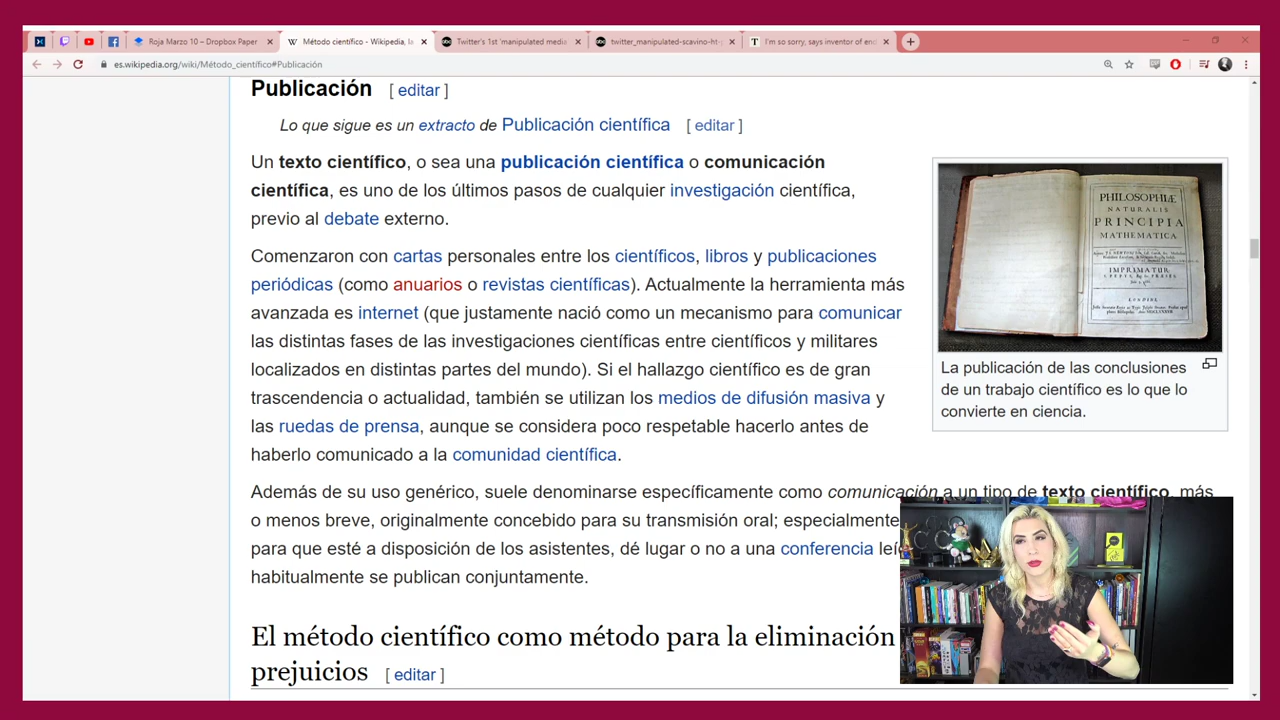 Roja Marzo 10 – Dropbox Paper
Método científico - Wikipedia, la
Twitter's 1st 'manipulated media
twitter_manipulated-scavino-ht-
I'm so sorry, says inventor of end
es.wikipedia.org/wiki/Método_científico#Publicación
Publicación [ editar ]
Lo que sigue es un extracto de Publicación científica [ editar ]
Un texto científico, o sea una publicación científica o comunicación
científica, es uno de los últimos pasos de cualquier investigación científica,
previo al debate externo.
Comenzaron con cartas personales entre los científicos, libros y publicaciones
periódicas (como anuarios o revistas científicas). Actualmente la herramienta más
avanzada es internet (que justamente nació como un mecanismo para comunicar
las distintas fases de las investigaciones científicas entre científicos y militares
localizados en distintas partes del mundo). Si el hallazgo científico es de gran
trascendencia o actualidad, también se utilizan los medios de difusión masiva y
las ruedas de prensa, aunque se considera poco respetable hacerlo antes de
haberlo comunicado a la comunidad científica.
PHILOSOPHIÆ
NATURALIS
PRINCIPIA
MATHEMATICA
IMPRIMATUR
La publicación de las conclusiones
de un trabajo científico es lo que lo
convierte en ciencia.
Además de su uso genérico, suele denominarse específicamente como comunicación a un tipo de texto científico, más
o menos breve, originalmente concebido para su transmisión oral; especialmente
para que esté a disposición de los asistentes, dé lugar o no a una conferencia
habitualmente se publican conjuntamente.
El método científico como método para la eliminación
prejuicios [ editar ]